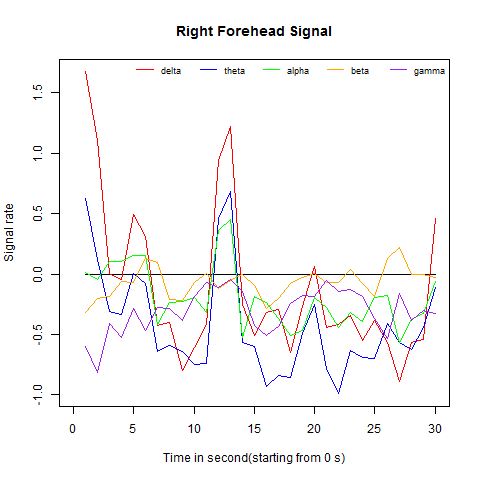 Right Forehead Signal
delta theta alpha beta gamma
Signal rate
1.5
1.0
0.5
0.0
-0.5
-1.0
0 5 10 15 20 25 30
Time in second(starting from 0 s)